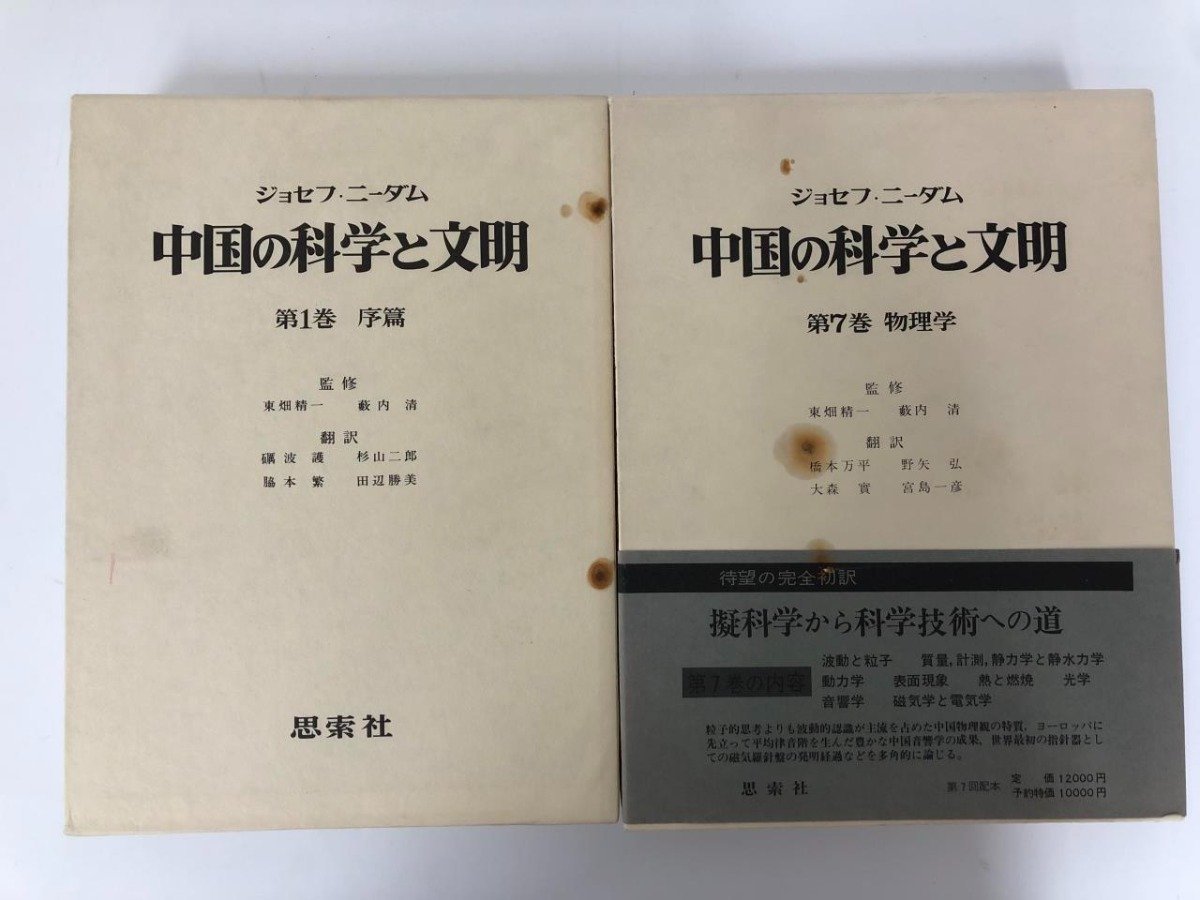 ジョセフ・ニーダム
中国の科学と文明
第1巻 序篇
監修
東畑精一 藪内 清
翻訳
礪波 護 杉山二郎
脇本 繁 田辺勝美
思索社
ジョセフ・ニーダム
中国の科学と文明
第7巻 物理学
監修
東畑精一 藪内 清
翻訳
橋本万平 野矢 弘
大森 實 宮島一彦
待望の完全初訳
擬科学から科学技術への道
第7巻の内容
波動と粒子 質量,計測,静力学と静水力学
動力学 表面現象 熱と燃焼 光学
音響学 磁気学と電気学
粒子的思考よりも波動的認識が主流を占めた中国物理観の特質、ヨーロッパに
先立って平均律音階を生んだ豊かな中国音響学の成果、世界最初の指針器とし
ての磁気羅針盤の発明経過などを多角的に論じる。
思索社
第7回配本
定 価 12000円
予約特価 10000円